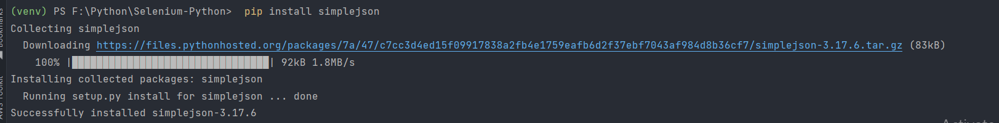 (venv) PS F:\Python\Selenium-Python>  pip install simplejson
Collecting simplejson
  Downloading https://files.pythonhosted.org/packages/7a/47/c7cc3d4ed15f09917838a2fb4e1759eafb6d2f37ebf7043af984d8b36cf7/simplejson-3.17.6.tar.gz (83kB)
    100% |████████████████████████████████| 92kB 1.8MB/s
Installing collected packages: simplejson
  Running setup.py install for simplejson ... done
Successfully installed simplejson-3.17.6